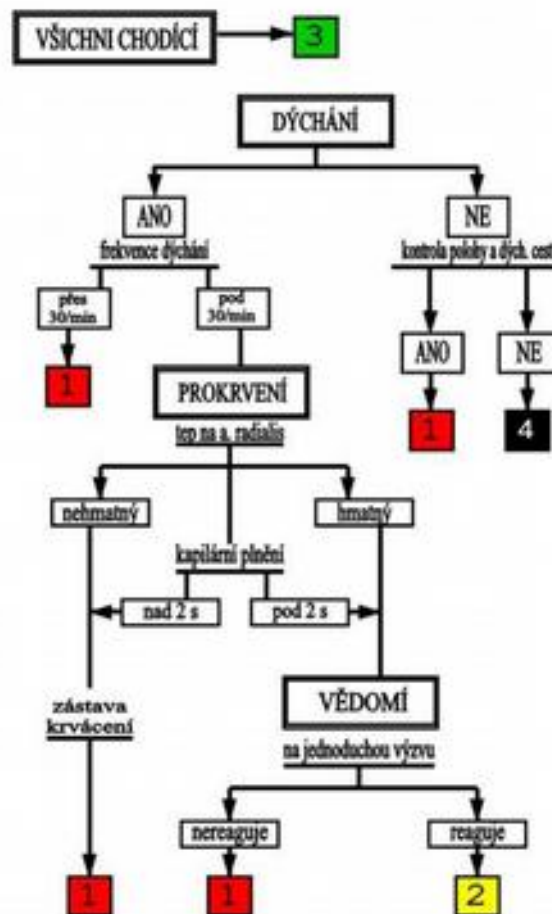 VŠICHNI CHODÍCÍ
3
DÝCHÁNÍ
ANO
NE
frekvence dýchání
kontrola polohy a dých. cest
přes
30/min
pod
30/min
ANO
NE
1
1
4
PROKRVENÍ
tep na a. radialis
nehmatný
hmatný
kapilární plnění
nad 2 s
pod 2 s
zástava
krvácení
VĚDOMÍ
na jednoduchou výzvu
nereaguje
reaguje
1
1
2